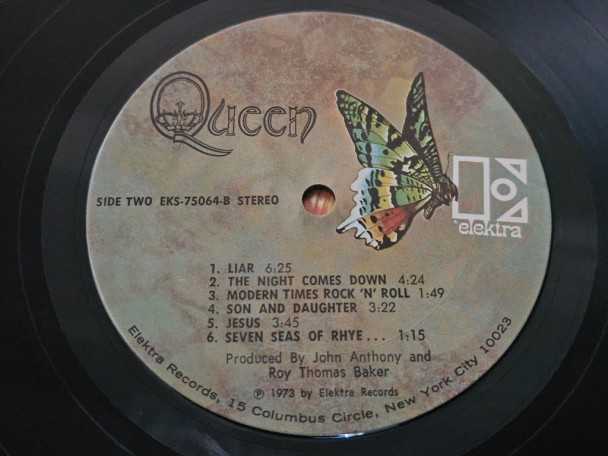 Queen
elektra
SIDE TWO EKS-75064-B STEREO
1. LIAR 6:25
2. THE NIGHT COMES DOWN 4:24
3. MODERN TIMES ROCK 'N' ROLL 1:49
4. SON AND DAUGHTER 3:22
5. JESUS 3:45
6. SEVEN SEAS OF RHYE... 1:15
Produced By John Anthony and
Roy Thomas Baker
℗ 1973 by Elektra Records
Elektra Records, 15 Columbus Circle, New York City 10023